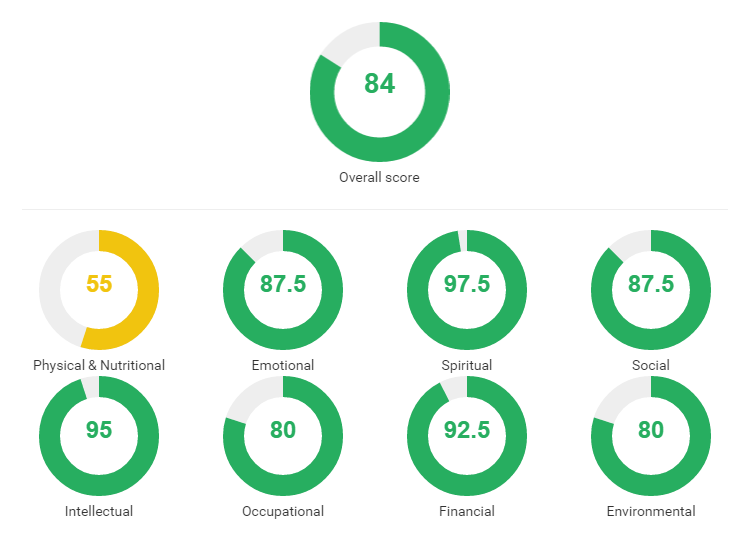 84
Overall score
55
87.5
97.5
87.5
Physical & Nutritional
Emotional
Spiritual
Social
95
80
92.5
80
Intellectual
Occupational
Financial
Environmental